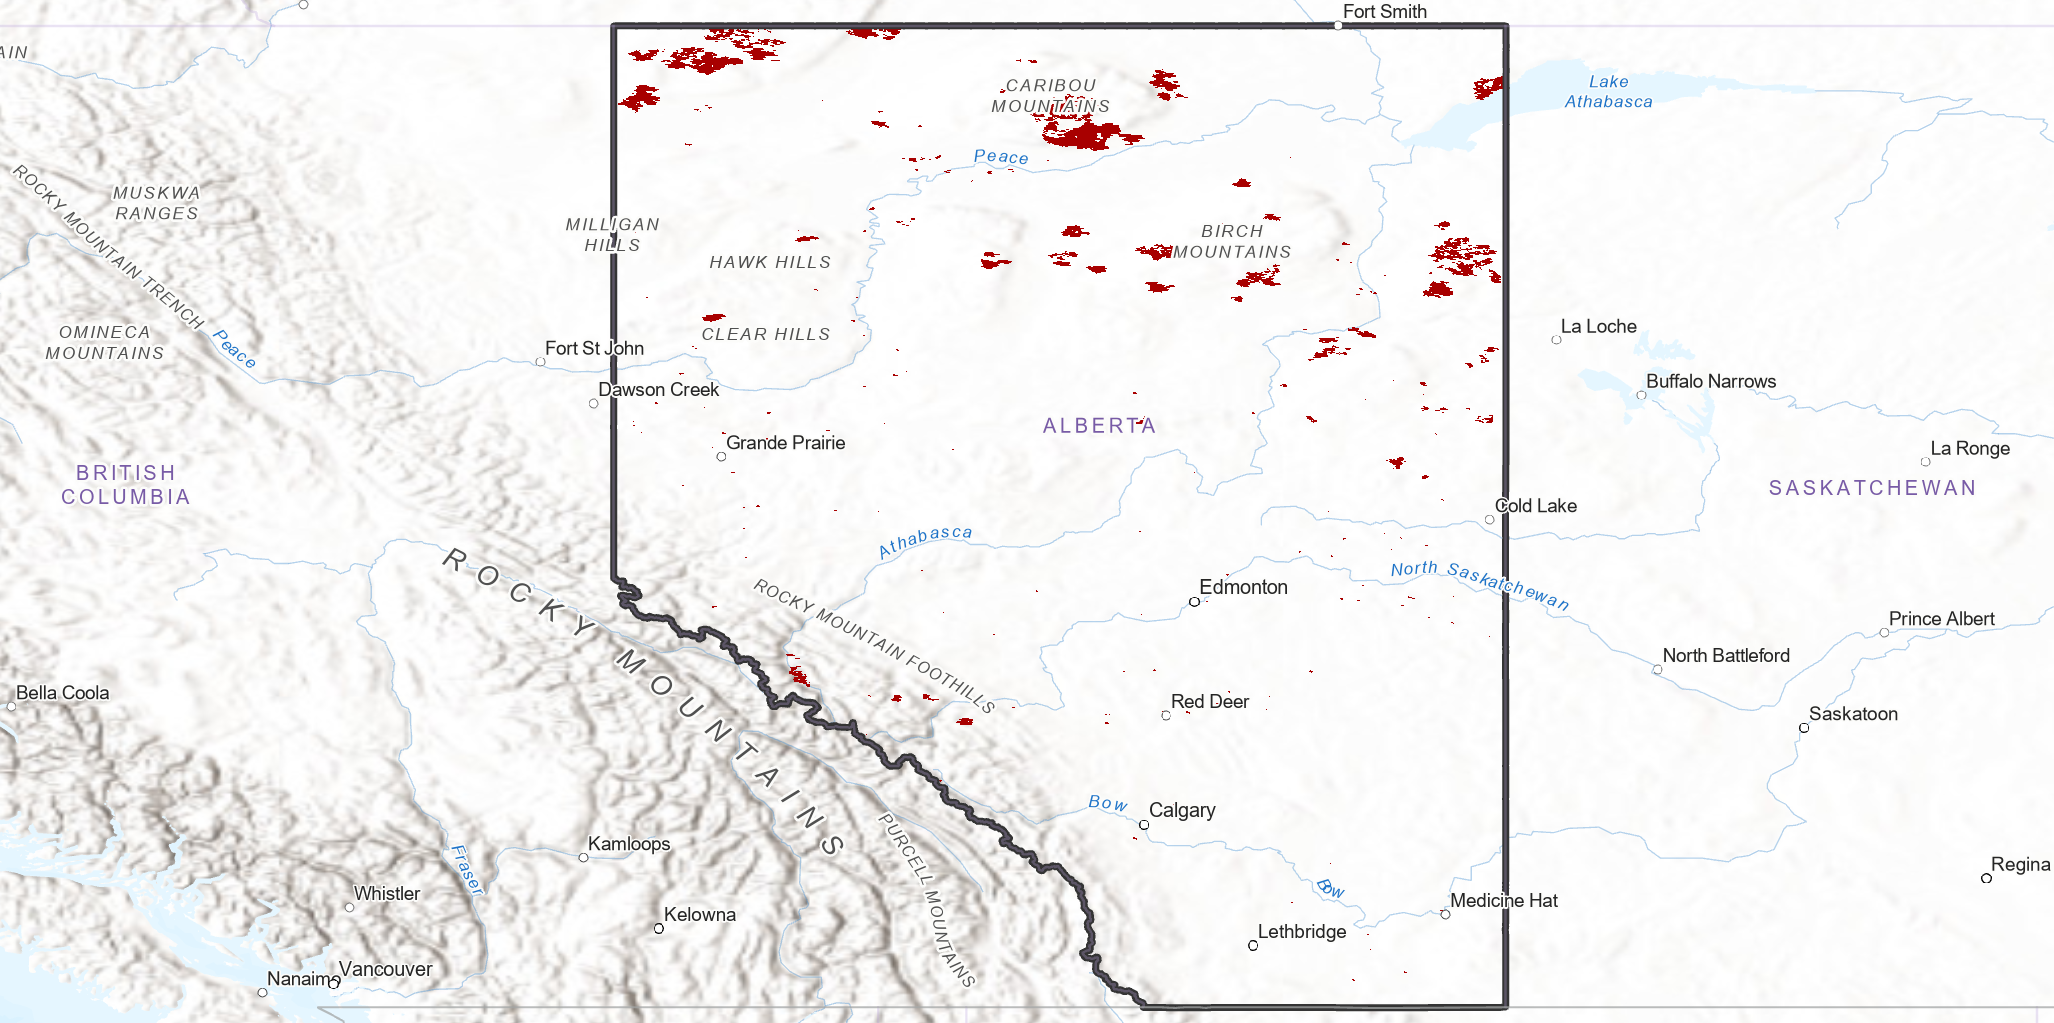 Fort Smith
AIN
CARIBOU
MOUNTAINS
Lake
Athabasca
Peace
ROCKY MOUNTAIN TRENCH
MUSKWA
RANGES
MILLIGAN
HILLS
HAWK HILLS
BIRCH
MOUNTAINS
OMINECA
MOUNTAINS
Peace
Fort St John
CLEAR HILLS
La Loche
Dawson Creek
Buffalo Narrows
ALBERTA
Grande Prairie
La Ronge
BRITISH
COLUMBIA
SASKATCHEWAN
Cold Lake
Athabasca
ROCKY MOUNTAINS
North Saskatchewan
Edmonton
ROCKY MOUNTAIN FOOTHILLS
Prince Albert
North Battleford
Bella Coola
Red Deer
Saskatoon
Bow
Calgary
PURCELL MOUNTAINS
Kamloops
Fraser
Regina
Whistler
Bow
Medicine Hat
Kelowna
Lethbridge
Nanaimo
Vancouver